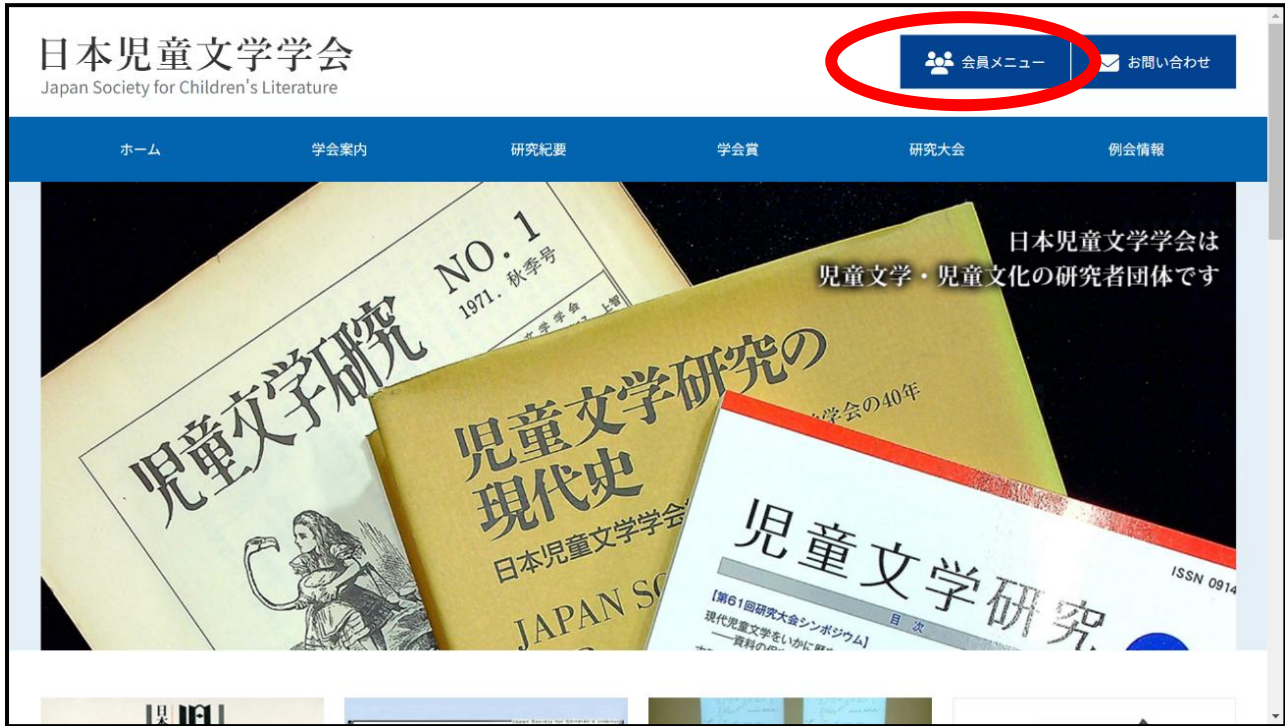 日本児童文学学会
Japan Society for Children's Literature
会員メニュー
お問い合わせ
ホーム
学会案内
研究紀要
学会賞
研究大会
例会情報
日本児童文学学会は
児童文学・児童文化の研究者団体です
NO. 1
1971. 秋季号
児童文学研究
児童文学研究の
現代史
学会の40年
日本児童文学学会
JAPAN
児童文学研究
ISSN 0914
目次
【第61回研究大会シンポジウム】
現代児童文学をいかに
Japan Society for Children's Literature